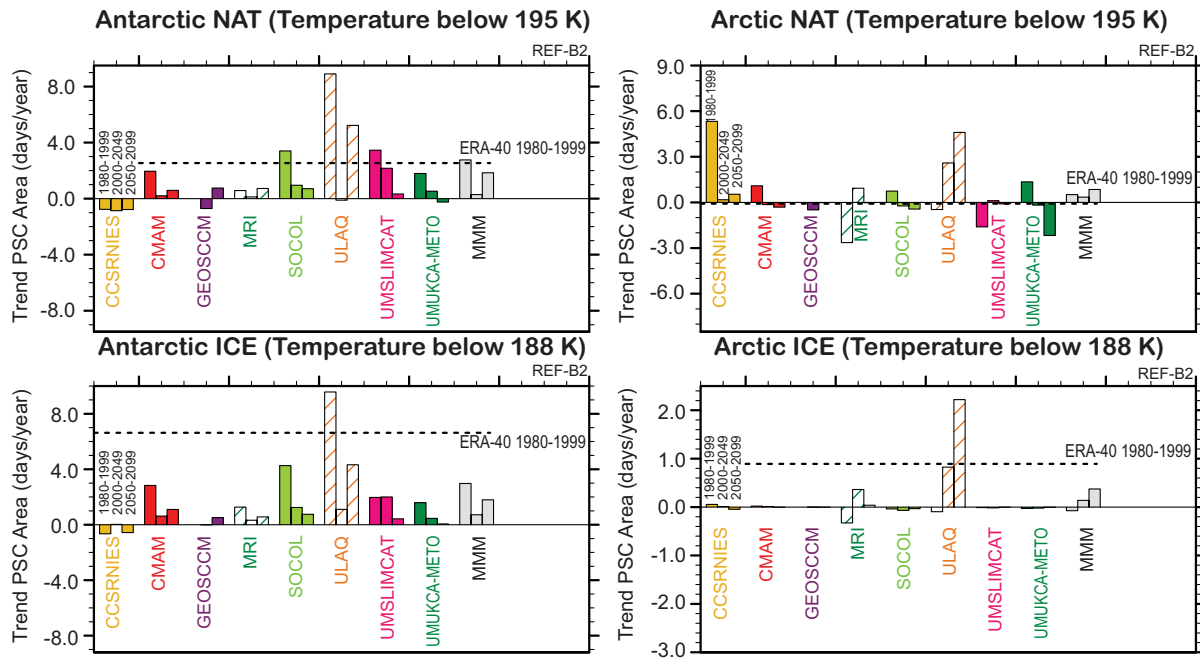 Antarctic NAT (Temperature below 195 K)
REF-B2
Trend PSC Area (days/year)
8.0
4.0
0.0
-4.0
-8.0
1980-1999
2000-2049
2050-2099
ERA-40 1980-1999
CCSRNIES
CMAM
GEOSCCM
MRI
SOCOL
ULAQ
UMSLIMCAT
UMUKCA-METO
MMM
Arctic NAT (Temperature below 195 K)
REF-B2
Trend PSC Area (days/year)
9.0
6.0
3.0
0.0
-3.0
-6.0
1980-1999
2000-2049
2050-2099
ERA-40 1980-1999
CCSRNIES
CMAM
GEOSCCM
MRI
SOCOL
ULAQ
UMSLIMCAT
UMUKCA-METO
MMM
Antarctic ICE (Temperature below 188 K)
REF-B2
Trend PSC Area (days/year)
8.0
4.0
0.0
-4.0
-8.0
1980-1999
2000-2049
2050-2099
ERA-40 1980-1999
CCSRNIES
CMAM
GEOSCCM
MRI
SOCOL
ULAQ
UMSLIMCAT
UMUKCA-METO
MMM
Arctic ICE (Temperature below 188 K)
REF-B2
Trend PSC Area (days/year)
2.0
1.0
0.0
-1.0
-2.0
-3.0
1980-1999
2000-2049
2050-2099
ERA-40 1980-1999
CCSRNIES
CMAM
GEOSCCM
MRI
SOCOL
ULAQ
UMSLIMCAT
UMUKCA-METO
MMM